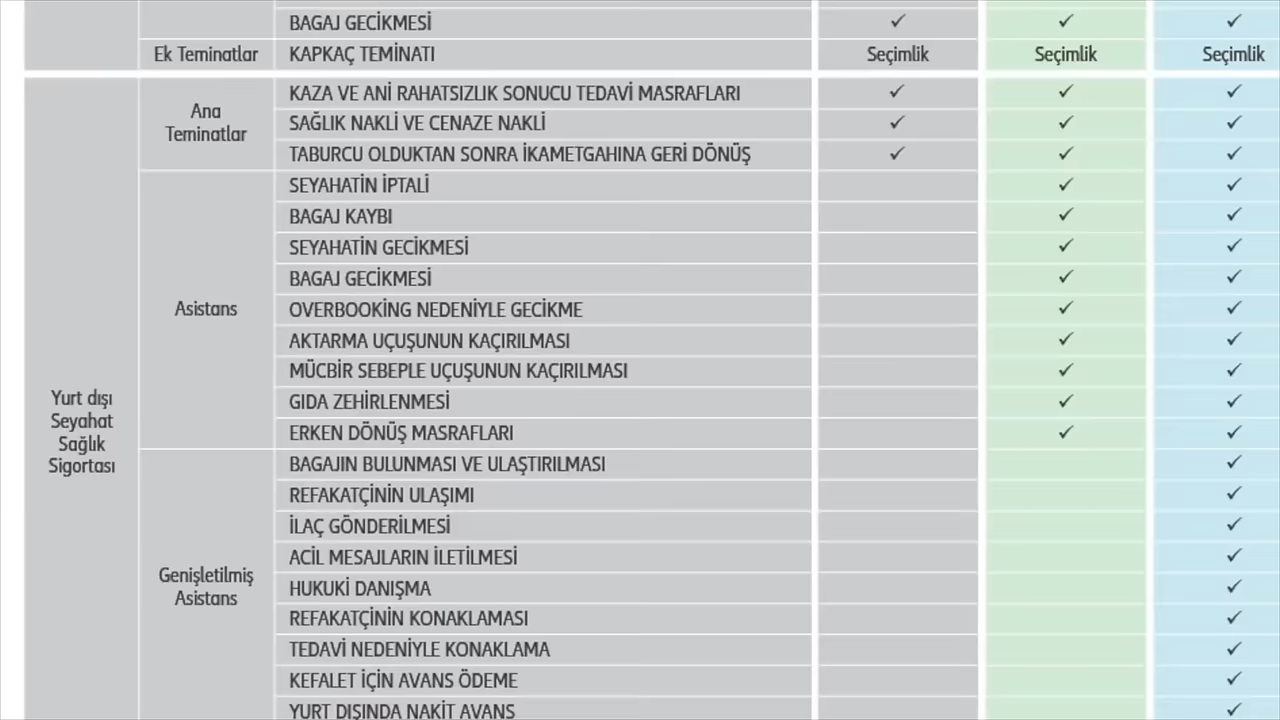 BAGAJ GECİKMESİ ✓ ✓ ✓
Ek Teminatlar KAPKAÇ TEMİNATI Seçimlik Seçimlik Seçimlik
Yurt dışı
Seyahat
Sağlık
Sigortası
Ana
Teminatlar
KAZA VE ANİ RAHATSIZLIK SONUCU TEDAVİ MASRAFLARI ✓ ✓ ✓
SAĞLIK NAKLİ VE CENAZE NAKLİ ✓ ✓ ✓
TABURCU OLDUKTAN SONRA İKAMETGAHINA GERİ DÖNÜŞ ✓ ✓ ✓
Asistans
SEYAHATİN İPTALİ ✓ ✓
BAGAJ KAYBI ✓ ✓
SEYAHATİN GECİKMESİ ✓ ✓
BAGAJ GECİKMESİ ✓ ✓
OVERBOOKİNG NEDENİYLE GECİKME ✓ ✓
AKTARMA UÇUŞUNUN KAÇIRILMASI ✓ ✓
MÜCBİR SEBEPLE UÇUŞUNUN KAÇIRILMASI ✓ ✓
GIDA ZEHİRLENMESİ ✓ ✓
ERKEN DÖNÜŞ MASRAFLARI ✓ ✓
Genişletilmiş
Asistans
BAGAJIN BULUNMASI VE ULAŞTIRILMASI ✓
REFAKATÇİNİN ULAŞIMI ✓
İLAÇ GÖNDERİLMESİ ✓
ACİL MESAJLARIN İLETİLMESİ ✓
HUKUKİ DANIŞMA ✓
REFAKATÇİNİN KONAKLAMASI ✓
TEDAVİ NEDENİYLE KONAKLAMA ✓
KEFALET İÇİN AVANS ÖDEME ✓
YURT DIŞINDA NAKİT AVANS ✓